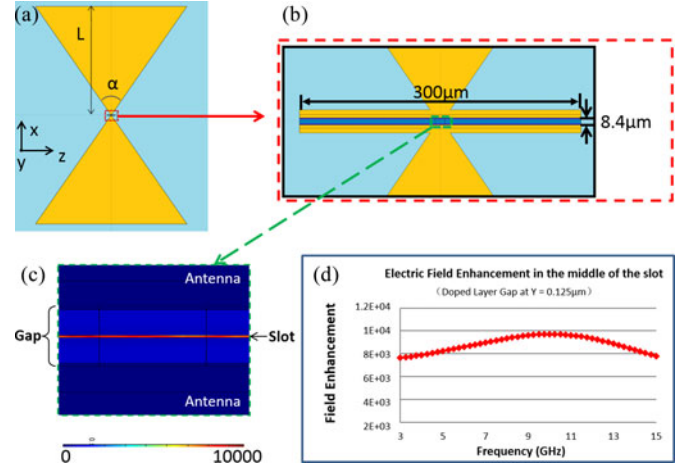 (a)
L
α
x
y
z
(b)
300μm
8.4μm
(c)
Antenna
Gap
Slot
Antenna
0
10000
(d)
Electric Field Enhancement in the middle of the slot
(Doped Layer Gap at Y = 0.125μm)
Field Enhancement
1.2E+04
1E+04
8E+03
6E+03
4E+03
2E+03
3 5 7 9 11 13 15
Frequency (GHz)